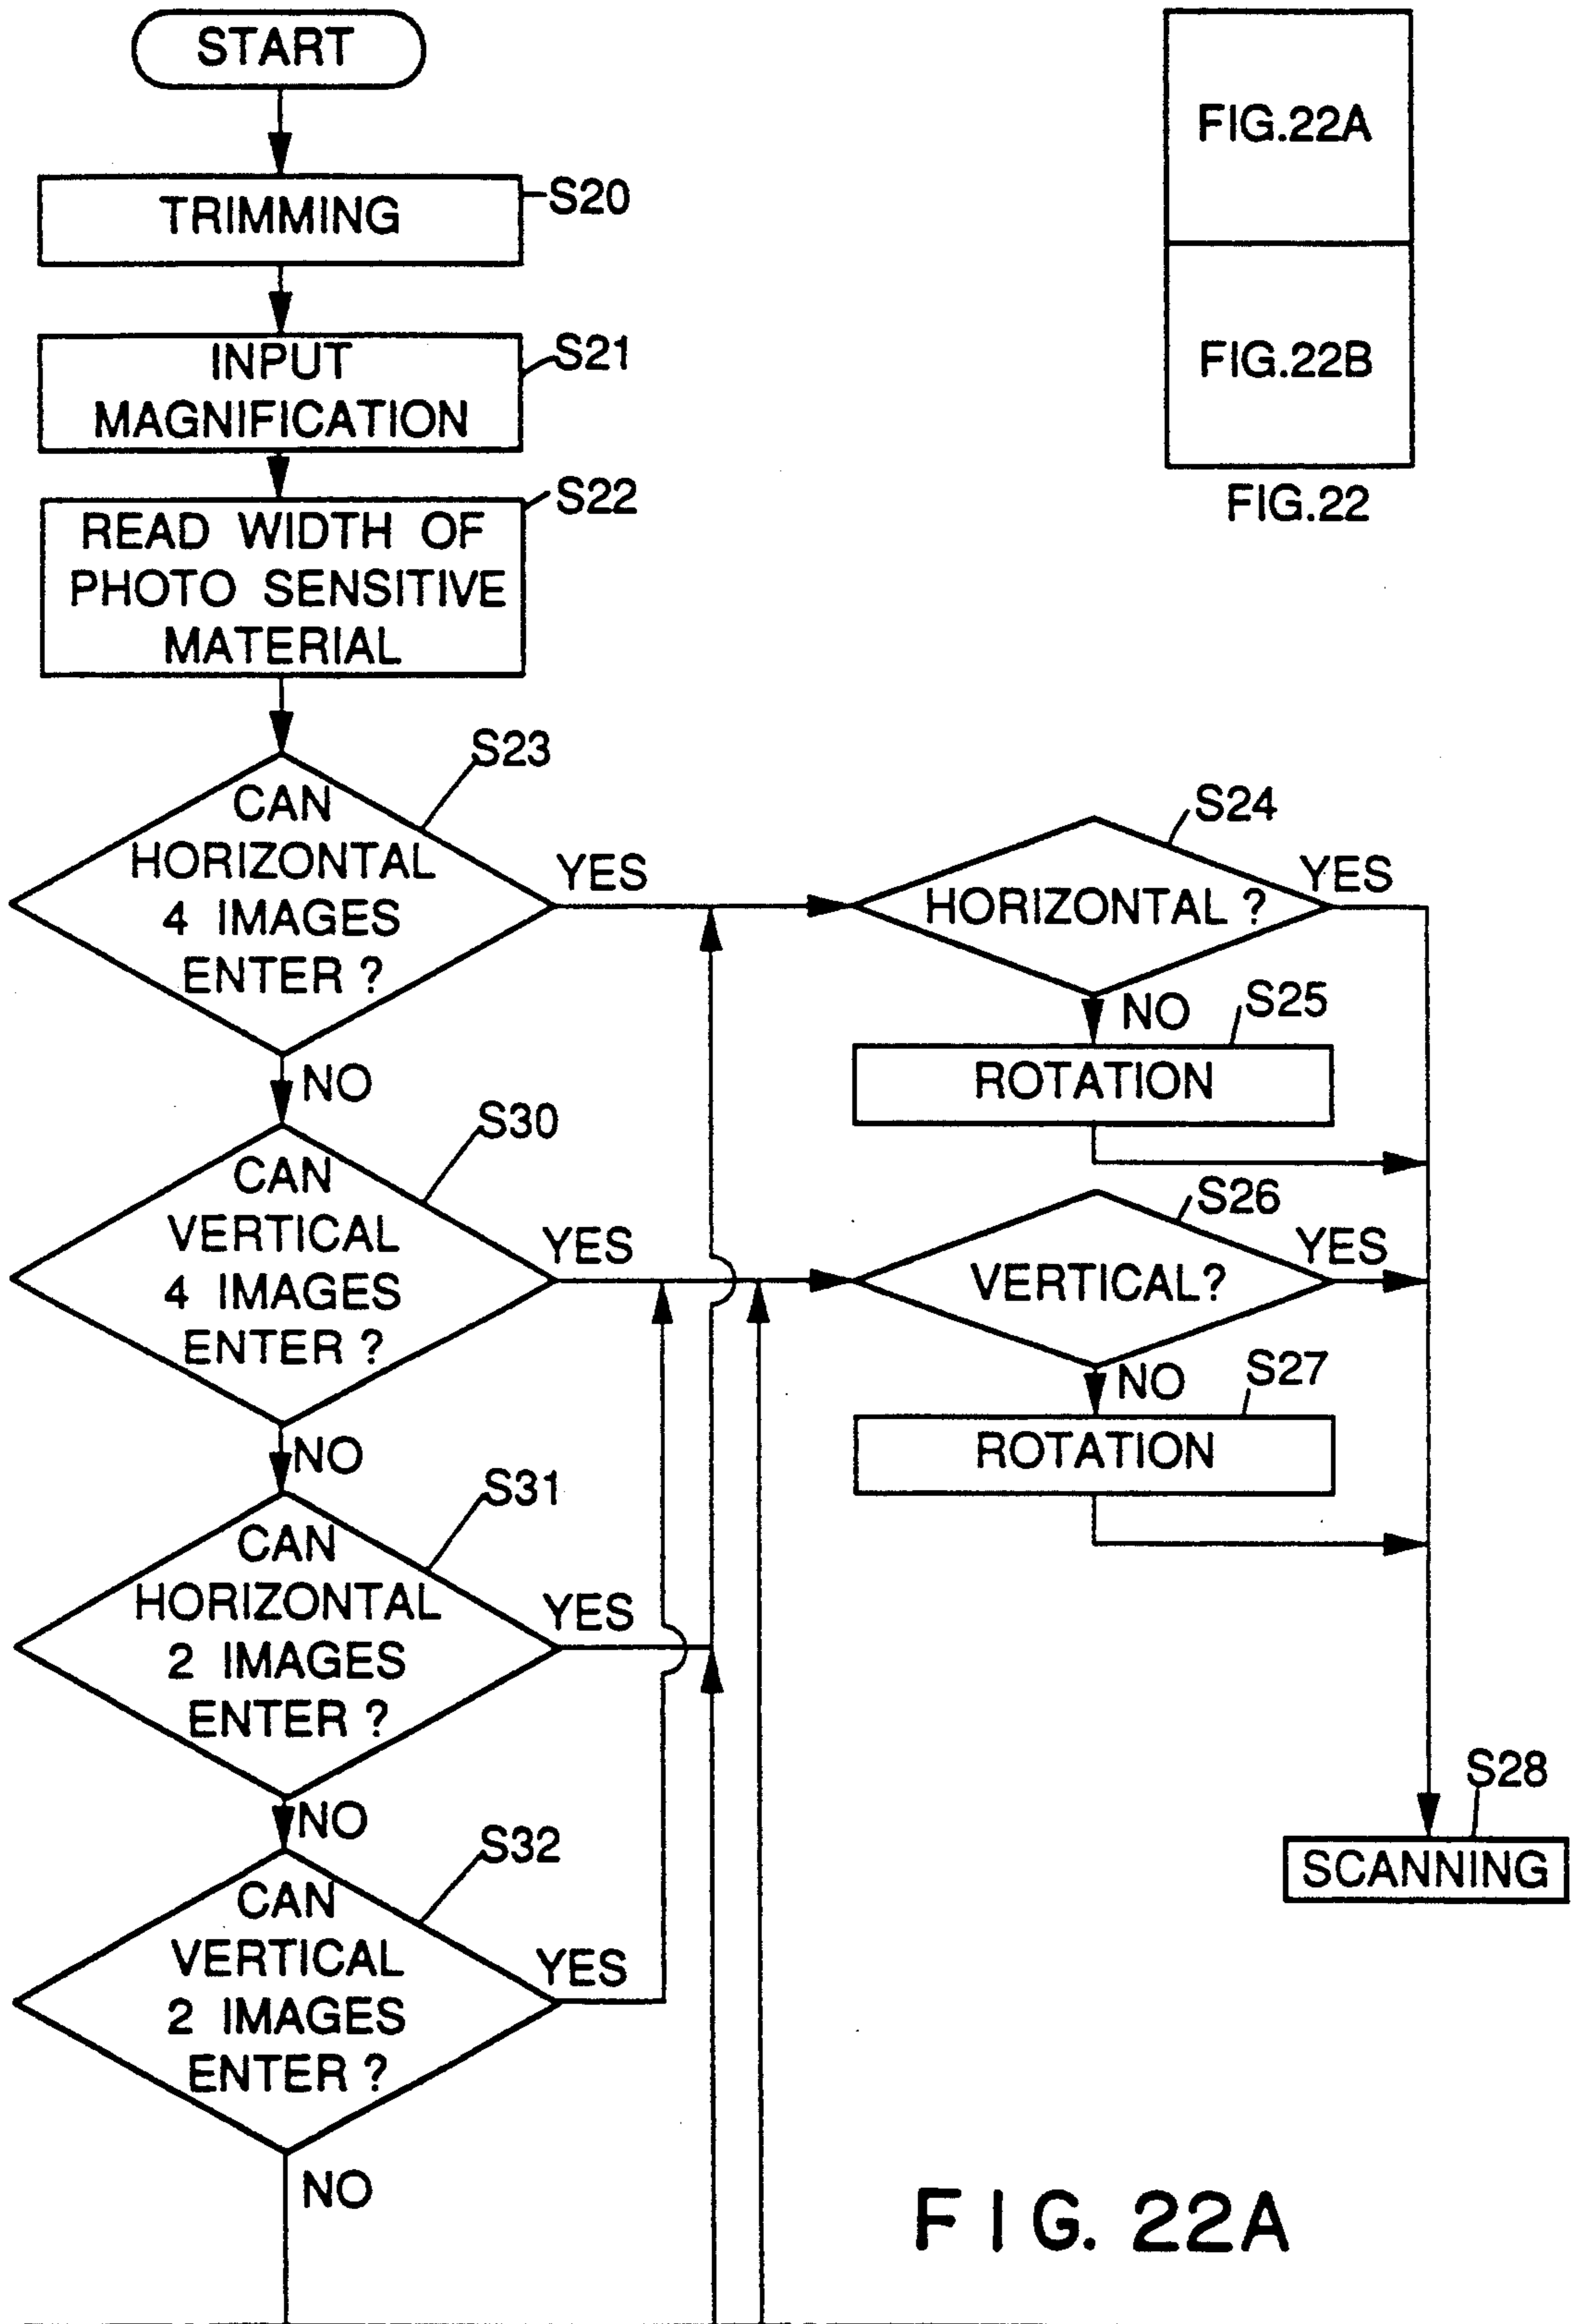 START
TRIMMING
S20
INPUT
MAGNIFICATION
S21
READ WIDTH OF
PHOTO SENSITIVE
MATERIAL
S22
FIG.22A
FIG.22B
FIG.22
CAN
HORIZONTAL
4 IMAGES
ENTER ?
S23
YES
NO
HORIZONTAL ?
S24
YES
NO
ROTATION
S25
CAN
VERTICAL
4 IMAGES
ENTER ?
S30
YES
NO
VERTICAL?
S26
YES
NO
ROTATION
S27
CAN
HORIZONTAL
2 IMAGES
ENTER ?
S31
YES
NO
CAN
VERTICAL
2 IMAGES
ENTER ?
S32
YES
NO
S28
SCANNING
FIG. 22A